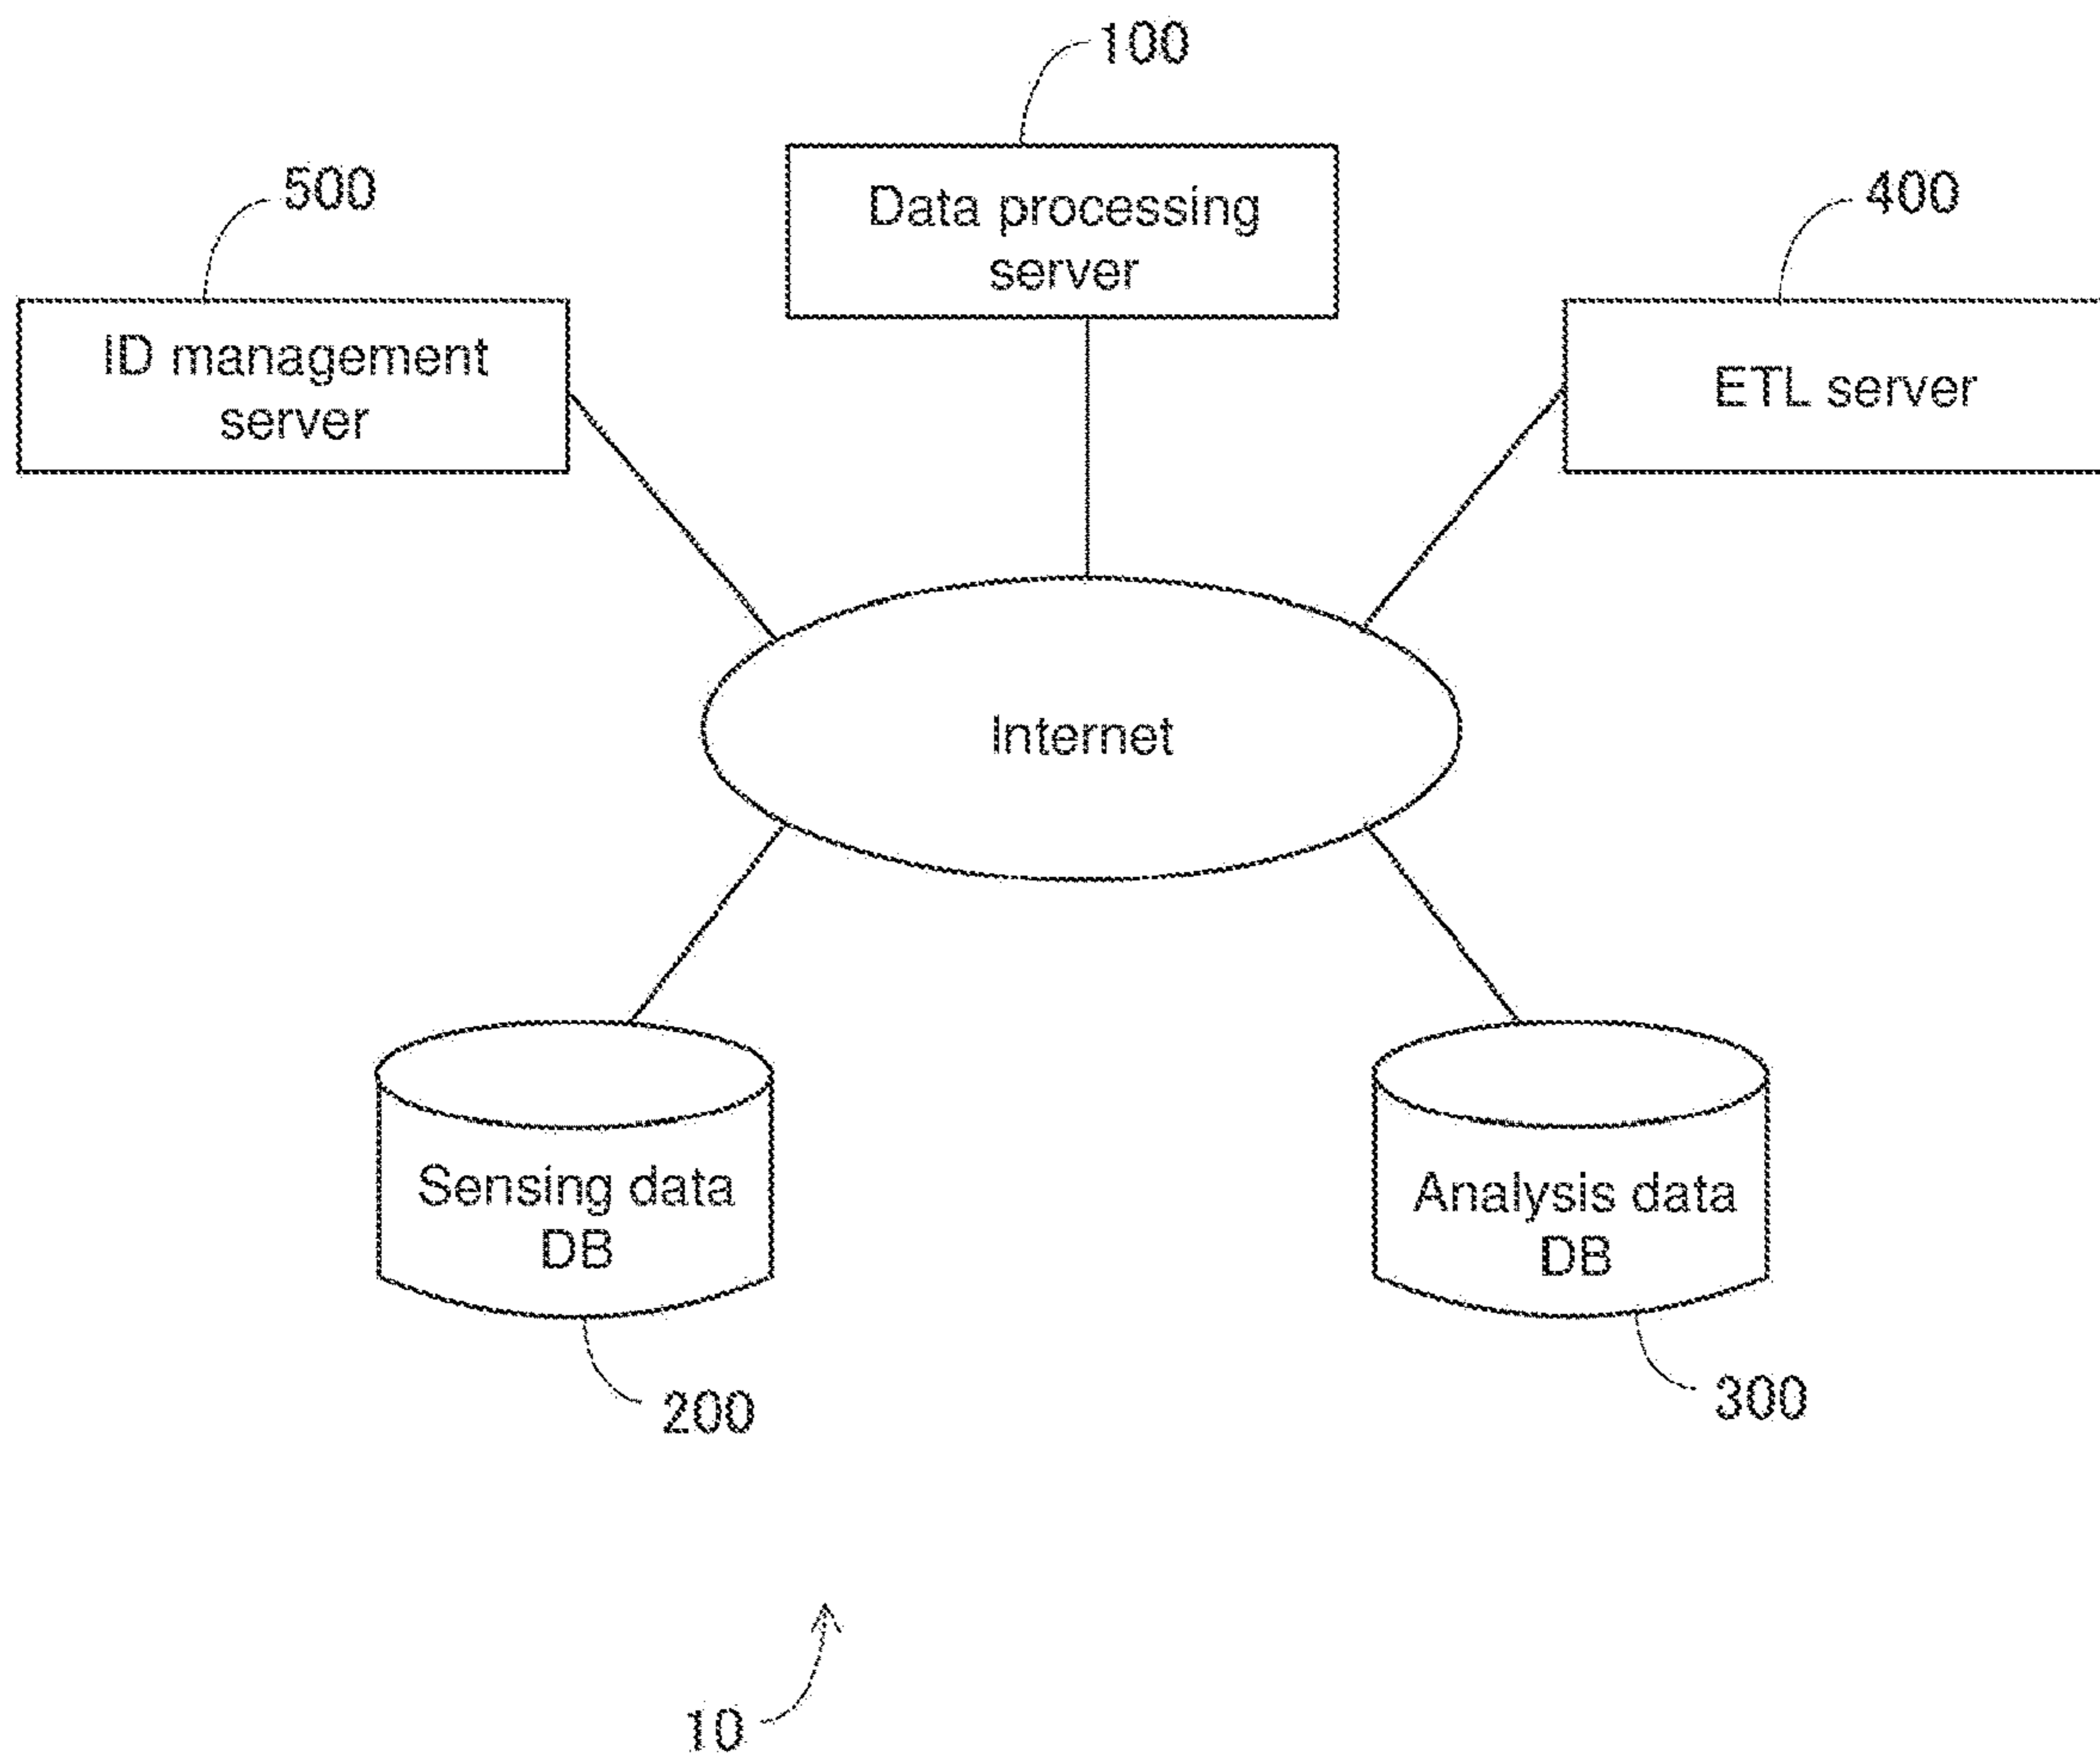 100
500
Data processing
server
400
ID management
server
ETL server
Internet
Sensing data
DB
Analysis data
DB
200
300
10